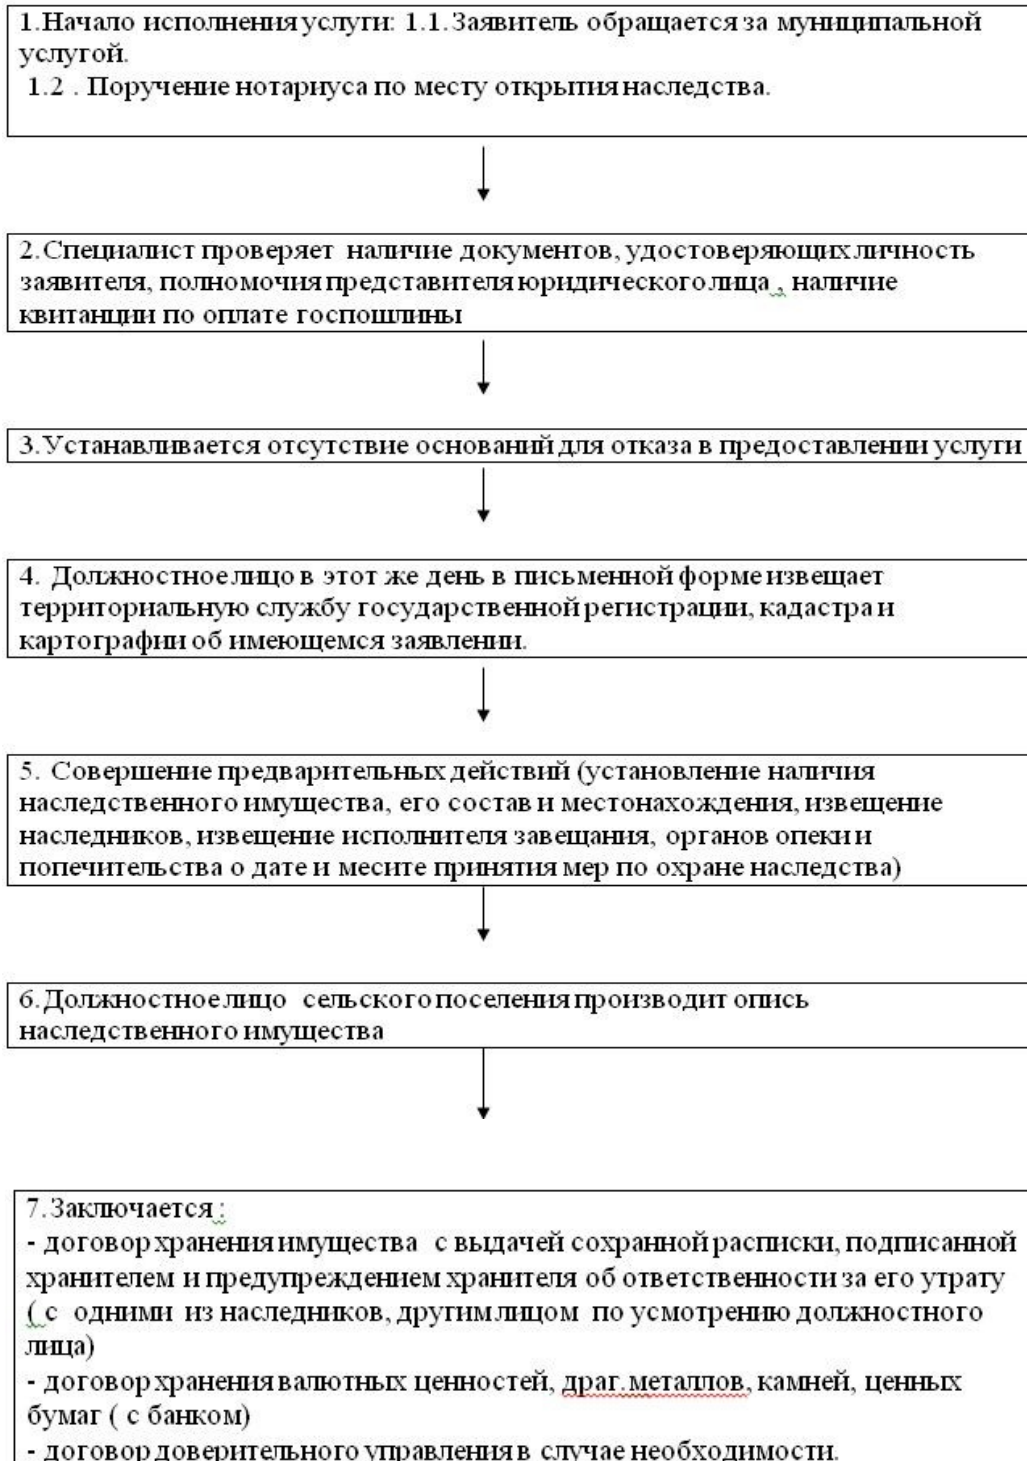 1.Начало исполнения услуги: 1.1.Заявитель обращается за муниципальной
услугой.
1.2 . Поручение нотариуса по месту открытия наследства.
2.Специалист проверяет наличие документов, удостоверяющих личность
заявителя, полномочия представителя юридического лица , наличие
квитанции по оплате госпошлины
3.Устанавливается отсутствие оснований для отказа в предоставлении услуги
4. Должностное лицо в этот же день в письменной форме извещает
территориальную службу государственной регистрации, кадастра и
картографии об имеющемся заявлении.
5. Совершение предварительных действий (установление наличия
наследственного имущества, его состав и местонахождения, извещение
наследников, извещение исполнителя завещания, органов опеки и
попечительства о дате и месите принятия мер по охране наследства)
6.Должностное лицо сельского поселения производит опись
наследственного имущества
7.Заключается :
- договор хранения имущества с выдачей сохранной расписки, подписанной
хранителем и предупреждением хранителя об ответственности за его утрату
( с одними из наследников, другим лицом по усмотрению должностного
лица)
- договор хранения валютных ценностей, драг.металлов, камней, ценных
бумаг ( с банком)
- договор доверительного управления в случае необходимости.